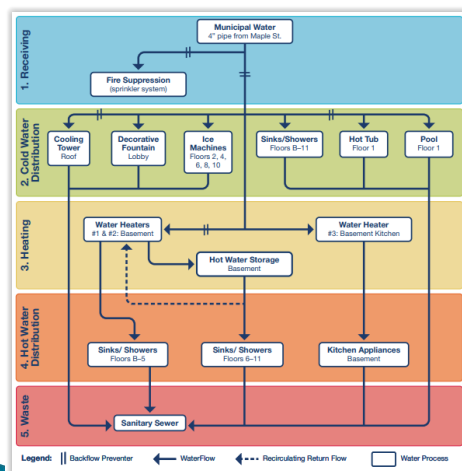 1. Receiving
Municipal Water
4" pipe from Maple St.
Fire Suppression
(sprinkler system)
2. Cold Water
Distribution
Cooling
Tower
Roof
Decorative
Fountain
Lobby
Ice
Machines
Floors 2, 4,
6, 8, 10
Sinks/Showers
Floors B–11
Hot Tub
Floor 1
Pool
Floor 1
3. Heating
Water Heaters
#1 & #2: Basement
Water Heater
#3: Basement Kitchen
Hot Water Storage
Basement
4. Hot Water
Distribution
Sinks/ Showers
Floors B–5
Sinks/ Showers
Floors 6–11
Kitchen Appliances
Basement
5. Waste
Sanitary Sewer
Legend: Backflow Preventer WaterFlow Recirculating Return Flow Water Process